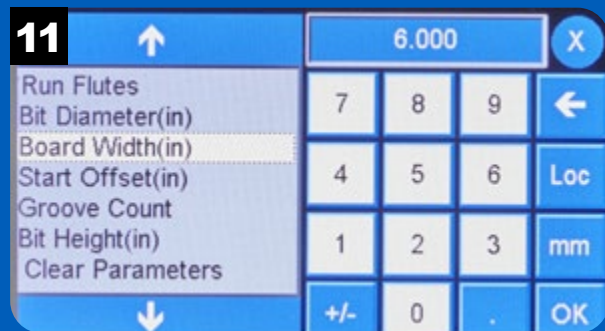 11
6.000
X
Run Flutes
Bit Diameter(in)
Board Width(in)
Start Offset(in)
Groove Count
Bit Height(in)
Clear Parameters
7 8 9
4 5 6 Loc
1 2 3 mm
+/- 0 . OK